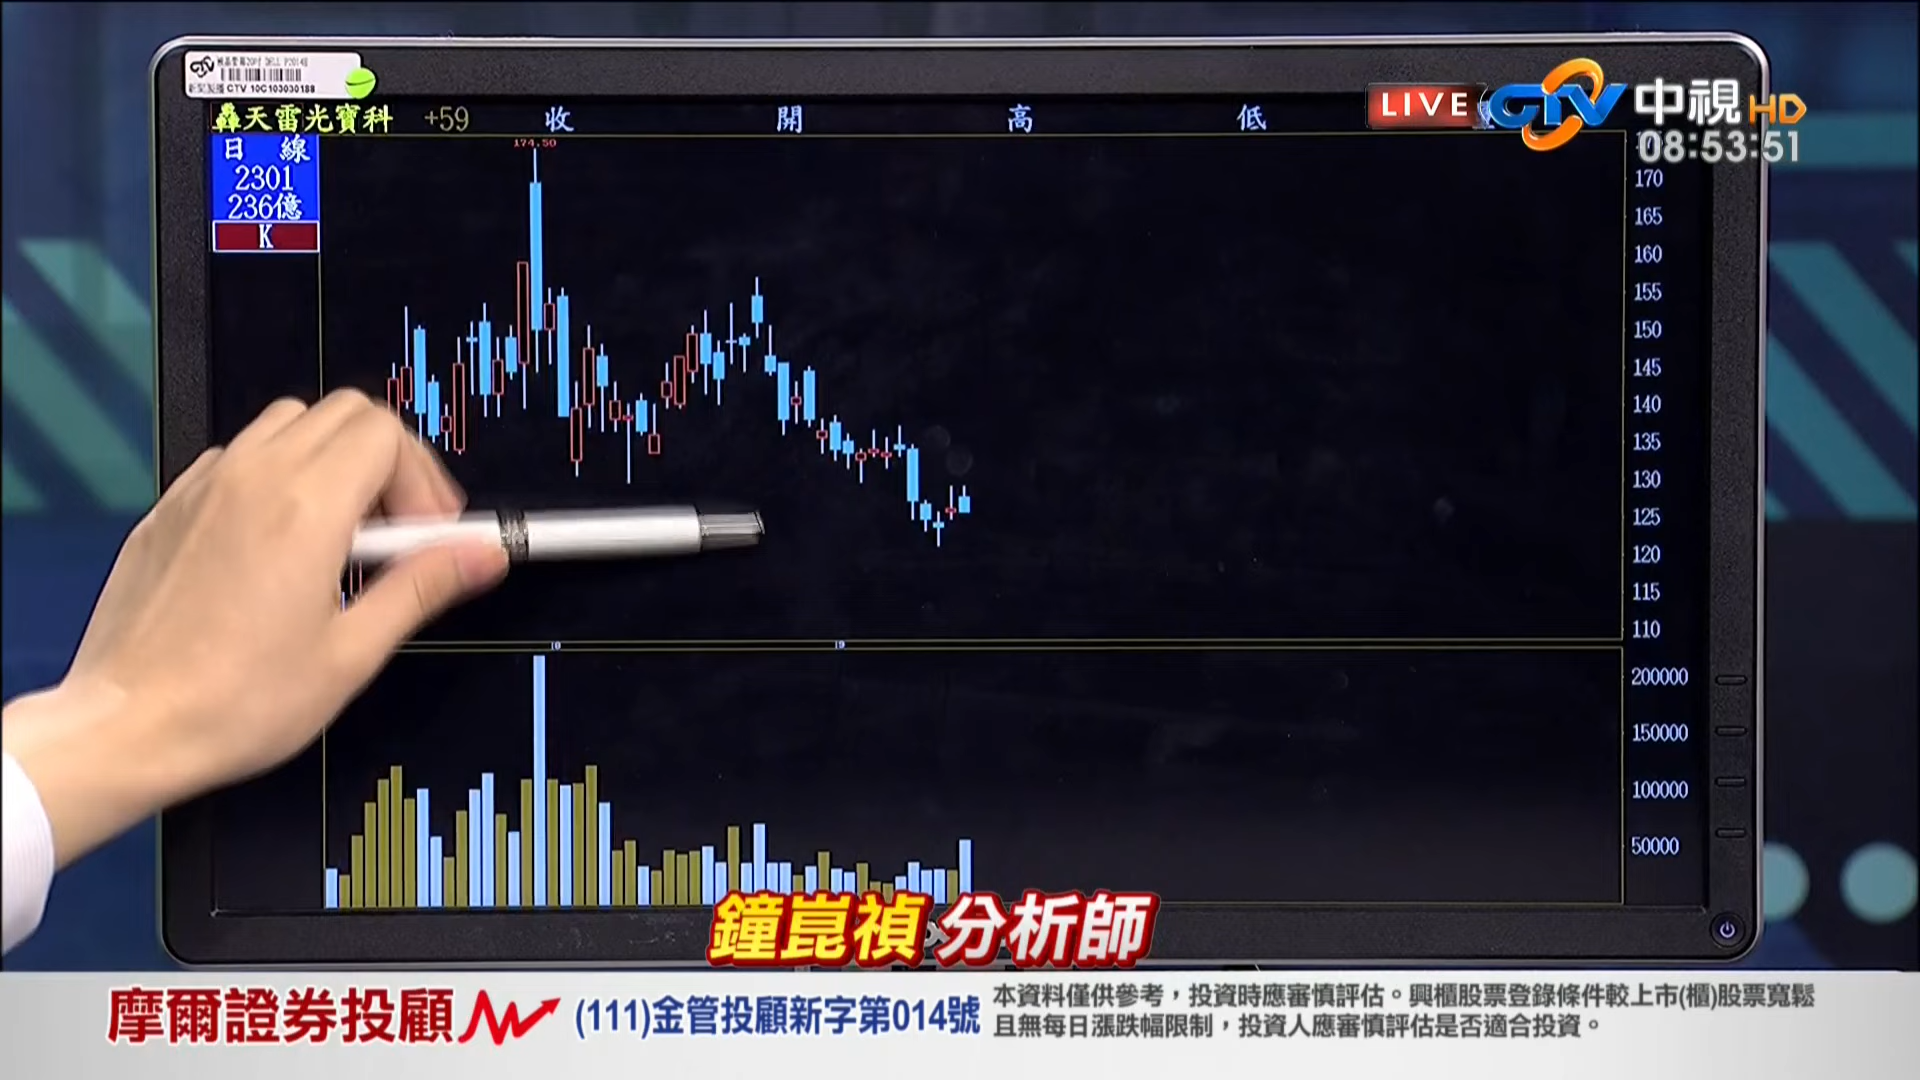 CTV 10C103030188
轟天雷光寶科 +59 收 開 高 低
LIVE CTV 中視 HD
08:53:51
日 線
2301
236億
K
174.50
170
165
160
155
150
145
140
135
130
125
120
115
110
200000
150000
100000
50000
鐘崑禎 分析師
摩爾證券投顧
(111)金管投顧新字第014號
本資料僅供參考，投資時應審慎評估。興櫃股票登錄條件較上市(櫃)股票寬鬆
且無每日漲跌幅限制，投資人應審慎評估是否適合投資。